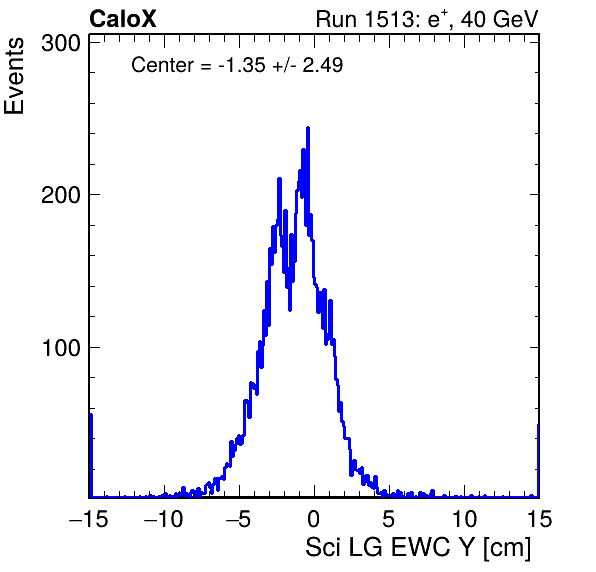 CaloX Run 1513: e⁺, 40 GeV
Events
Center = -1.35 +/- 2.49
300
200
100
−15 −10 −5 0 5 10 15
Sci LG EWC Y [cm]